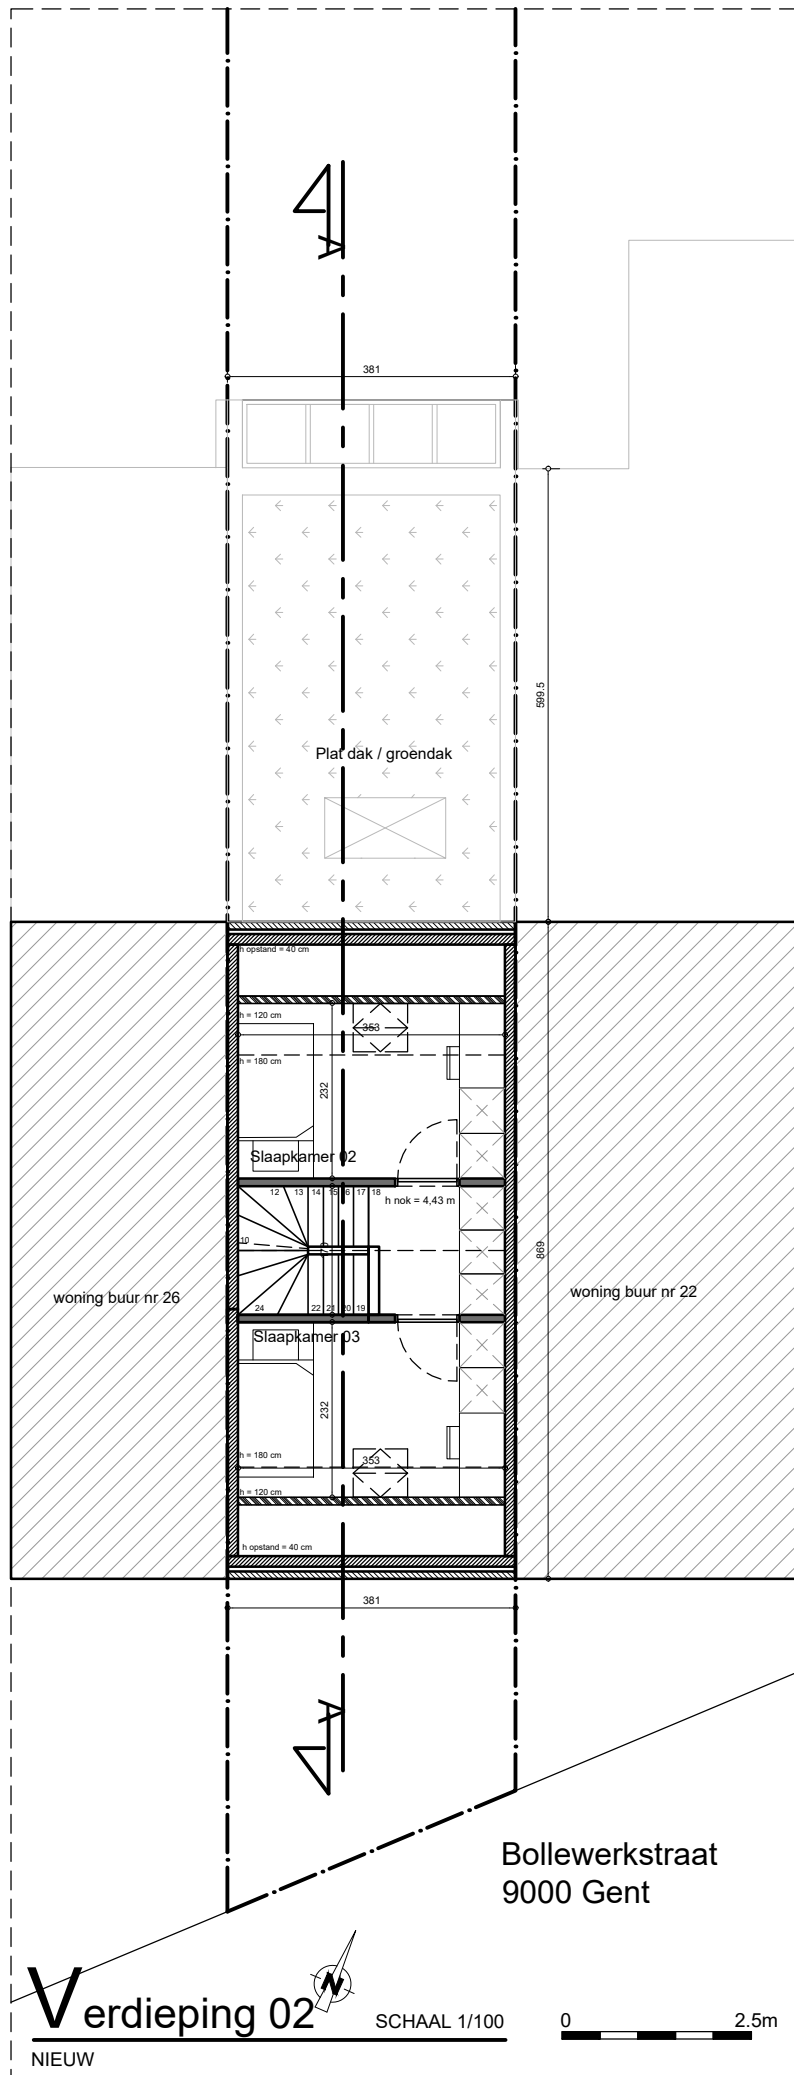 A
381
599.5
Plat dak / groendak
h opstand = 40 cm
h = 120 cm
353
h = 180 cm
232
Slaapkamer 02
12 13 14 15 16 17 18
h nok = 4,43 m
10
869
woning buur nr 26
woning buur nr 22
24 22 21 20 19
Slaapkamer 03
232
h = 180 cm
353
h = 120 cm
h opstand = 40 cm
381
A
Bollewerkstraat
9000 Gent
N
Verdieping 02
SCHAAL 1/100
0 2.5m
NIEUW